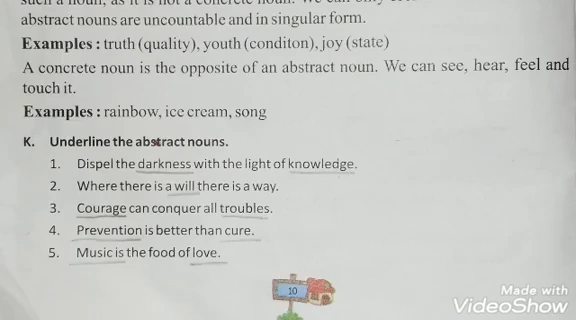 abstract nouns are uncountable and in singular form.
Examples : truth (quality), youth (conditon), joy (state)
A concrete noun is the opposite of an abstract noun. We can see, hear, feel and
touch it.
Examples : rainbow, ice cream, song
K. Underline the abstract nouns.
1. Dispel the darkness with the light of knowledge.
2. Where there is a will there is a way.
3. Courage can conquer all troubles.
4. Prevention is better than cure.
5. Music is the food of love.
10
Made with
VideoShow